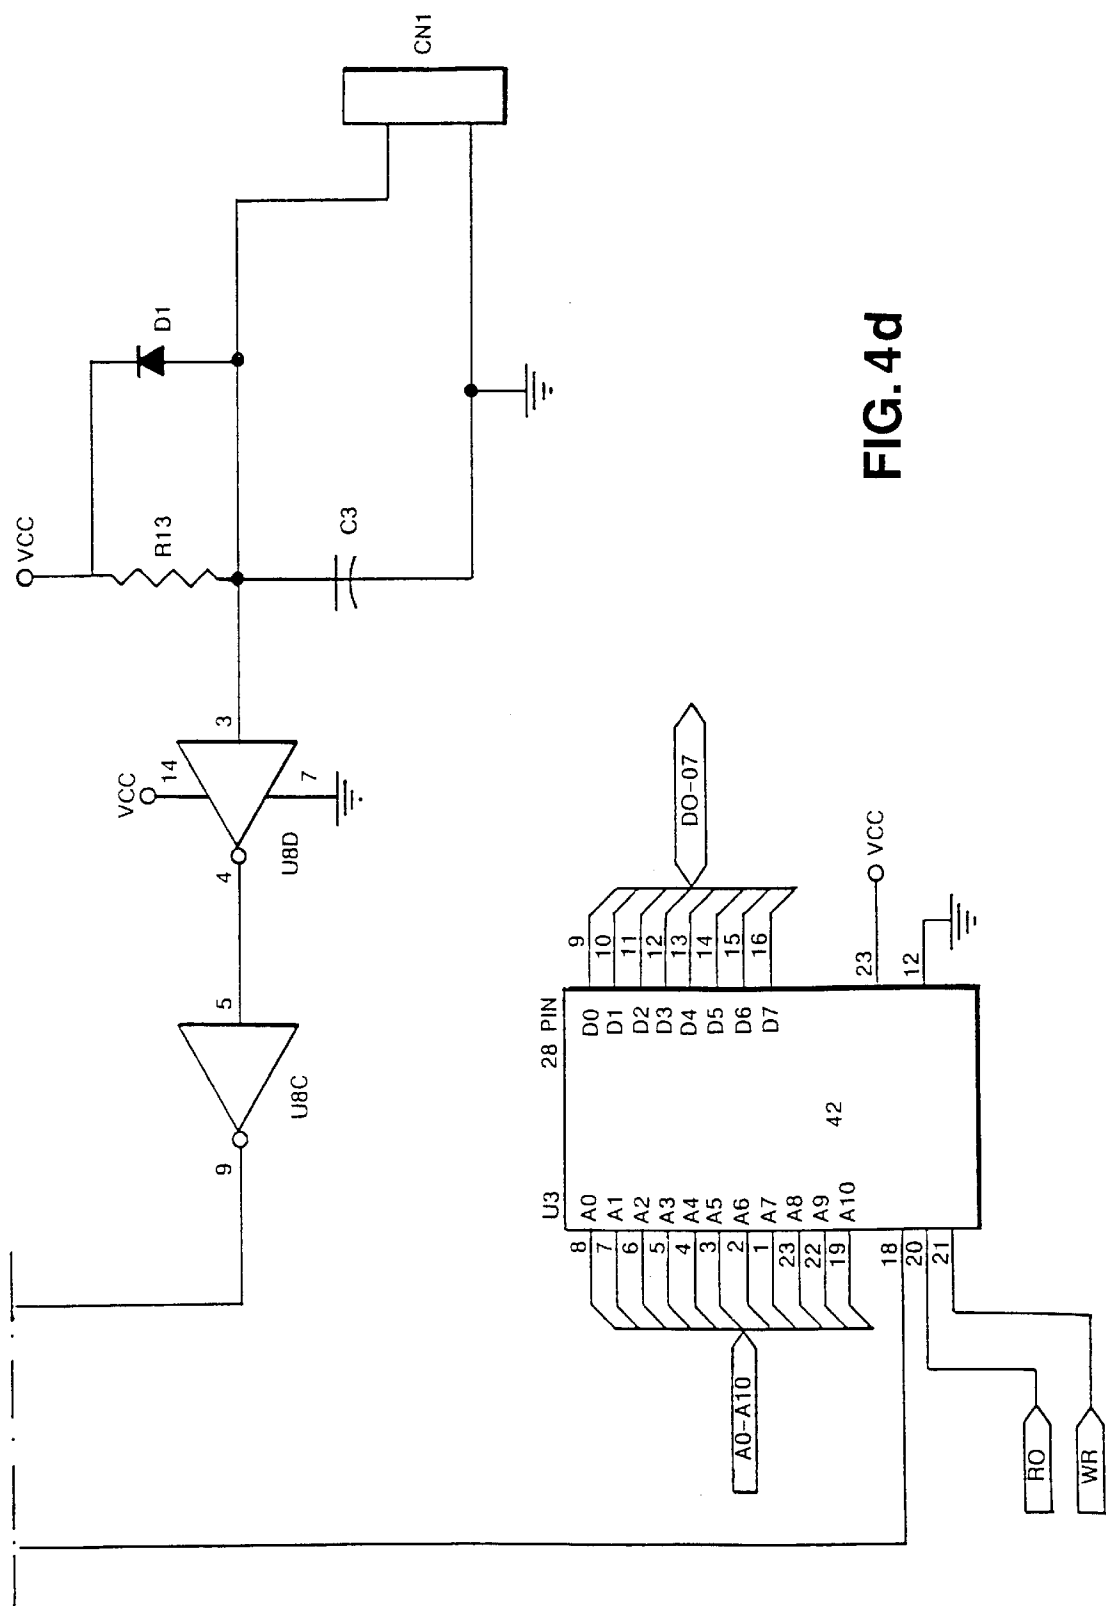 CN1
D1
VCC
R13
C3
VCC
14
3
7
4
U8D
5
U8C
9
FIG. 4d
U3
28 PIN
8
A0
D0
9
7
A1
D1
10
6
A2
D2
11
5
A3
D3
12
4
A4
D4
13
3
A5
D5
14
2
A6
D6
15
1
A7
D7
16
23
A8
22
A9
19
A10
42
18
20
21
23
VCC
12
DO-07
A0-A10
RO
WR